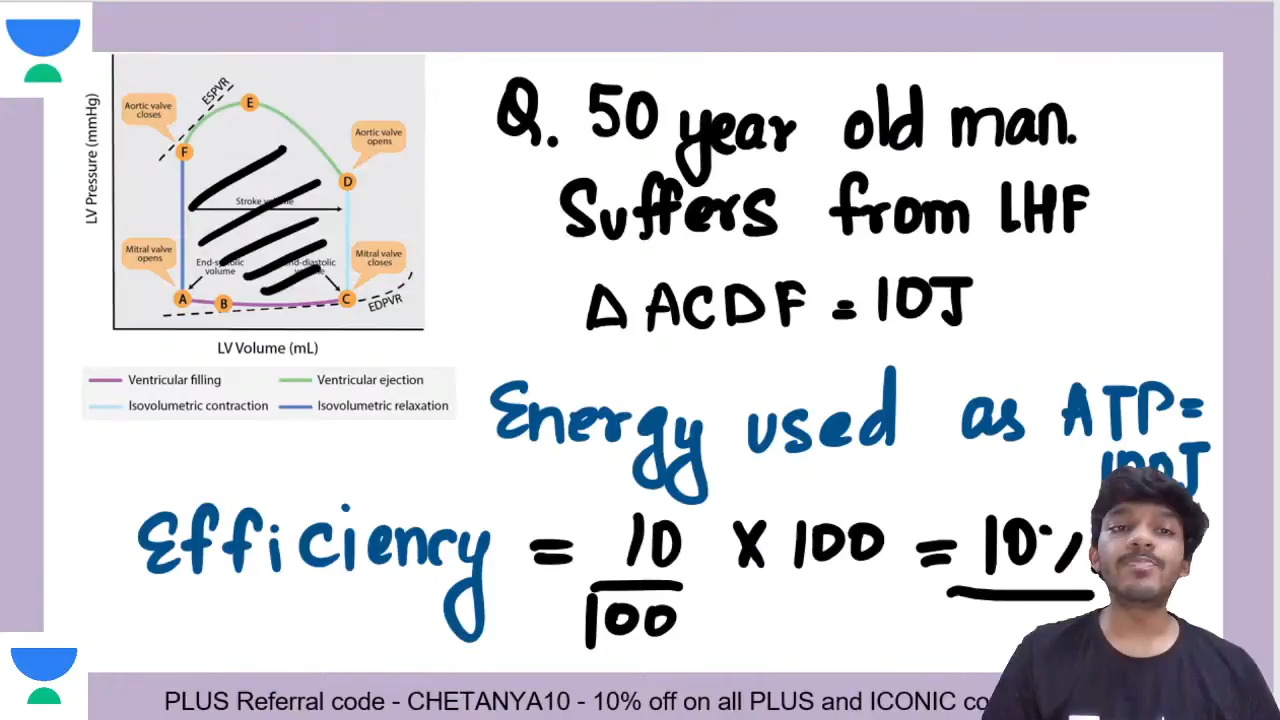 ESPVR
Aortic valve
closes
E
Aortic valve
opens
F
D
LV Pressure (mmHg)
Stroke
Mitral valve
opens
End-systolic
volume
Mitral valve
closes
A
B
C
EDPVR
LV Volume (mL)
Ventricular filling
Ventricular ejection
Isovolumetric contraction
Isovolumetric relaxation
Q. 50 year old man.
Suffers from LHF
Δ ACDF = 10J
Energy used as ATP=
100J
Efficiency = 10 × 100 = 10%
100
PLUS Referral code - CHETANYA10 - 10% off on all PLUS and ICONIC